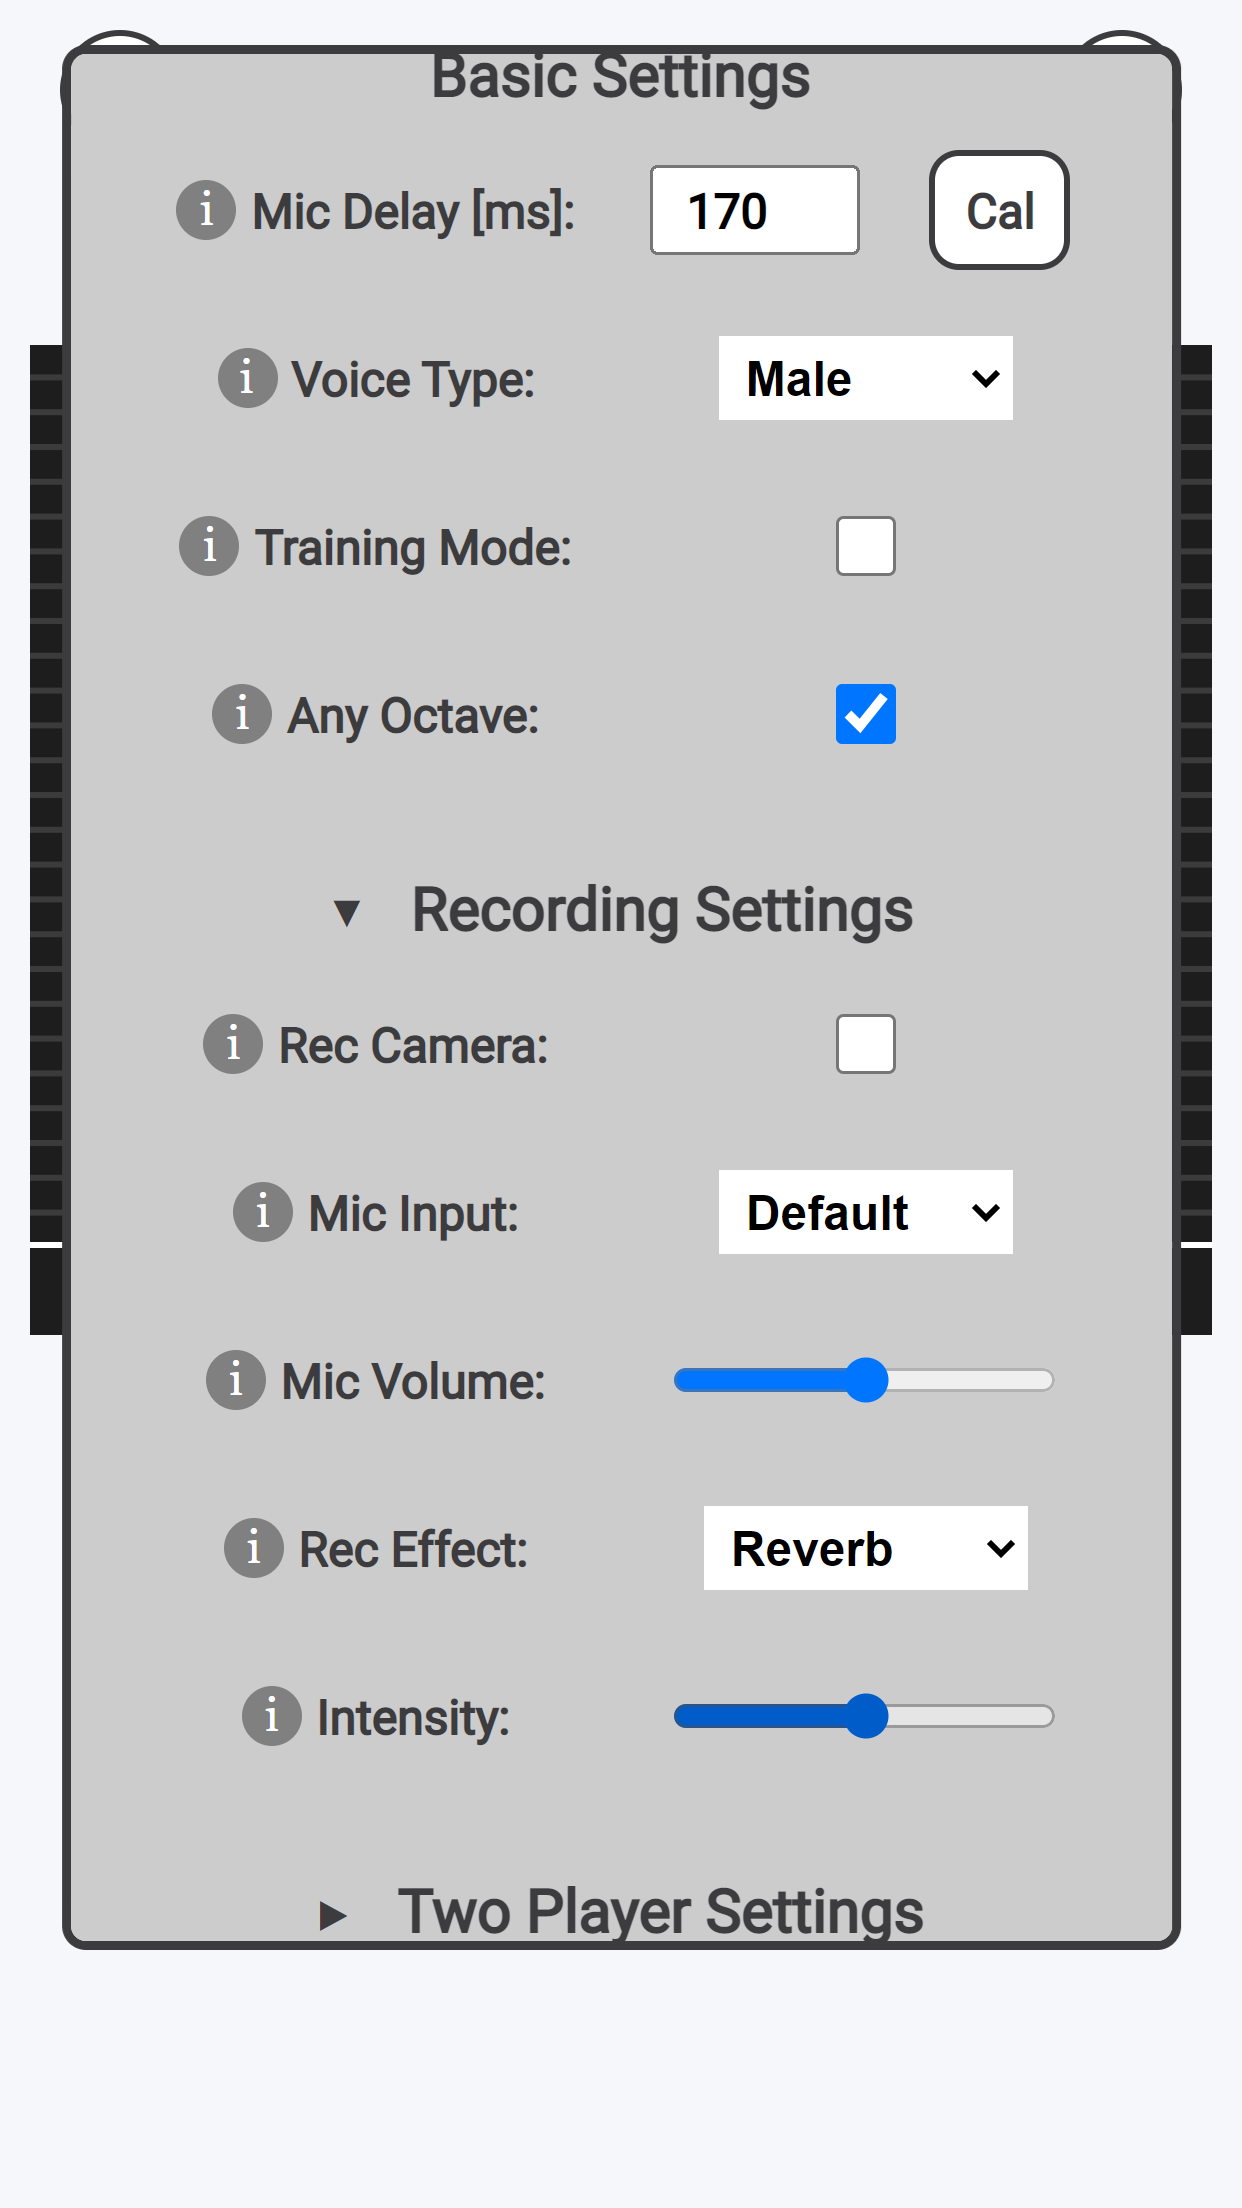 Basic Settings
i Mic Delay [ms]: 170 Cal
i Voice Type: Male
i Training Mode:
i Any Octave:
▼ Recording Settings
i Rec Camera:
i Mic Input: Default
i Mic Volume:
i Rec Effect: Reverb
i Intensity:
▶ Two Player Settings